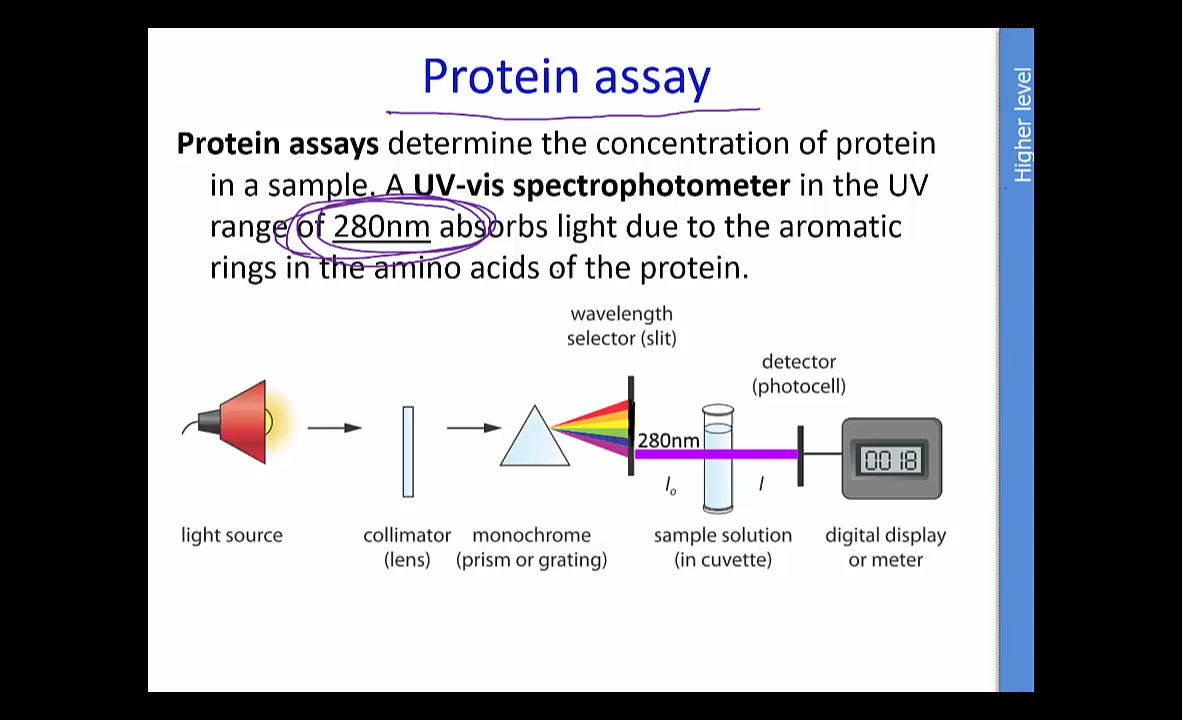 Protein assay
Higher level
Protein assays determine the concentration of protein
in a sample. A UV-vis spectrophotometer in the UV
range of 280nm absorbs light due to the aromatic
rings in the amino acids of the protein.
wavelength
selector (slit)
detector
(photocell)
280nm
Io
I
0018
light source
collimator
(lens)
monochrome
(prism or grating)
sample solution
(in cuvette)
digital display
or meter